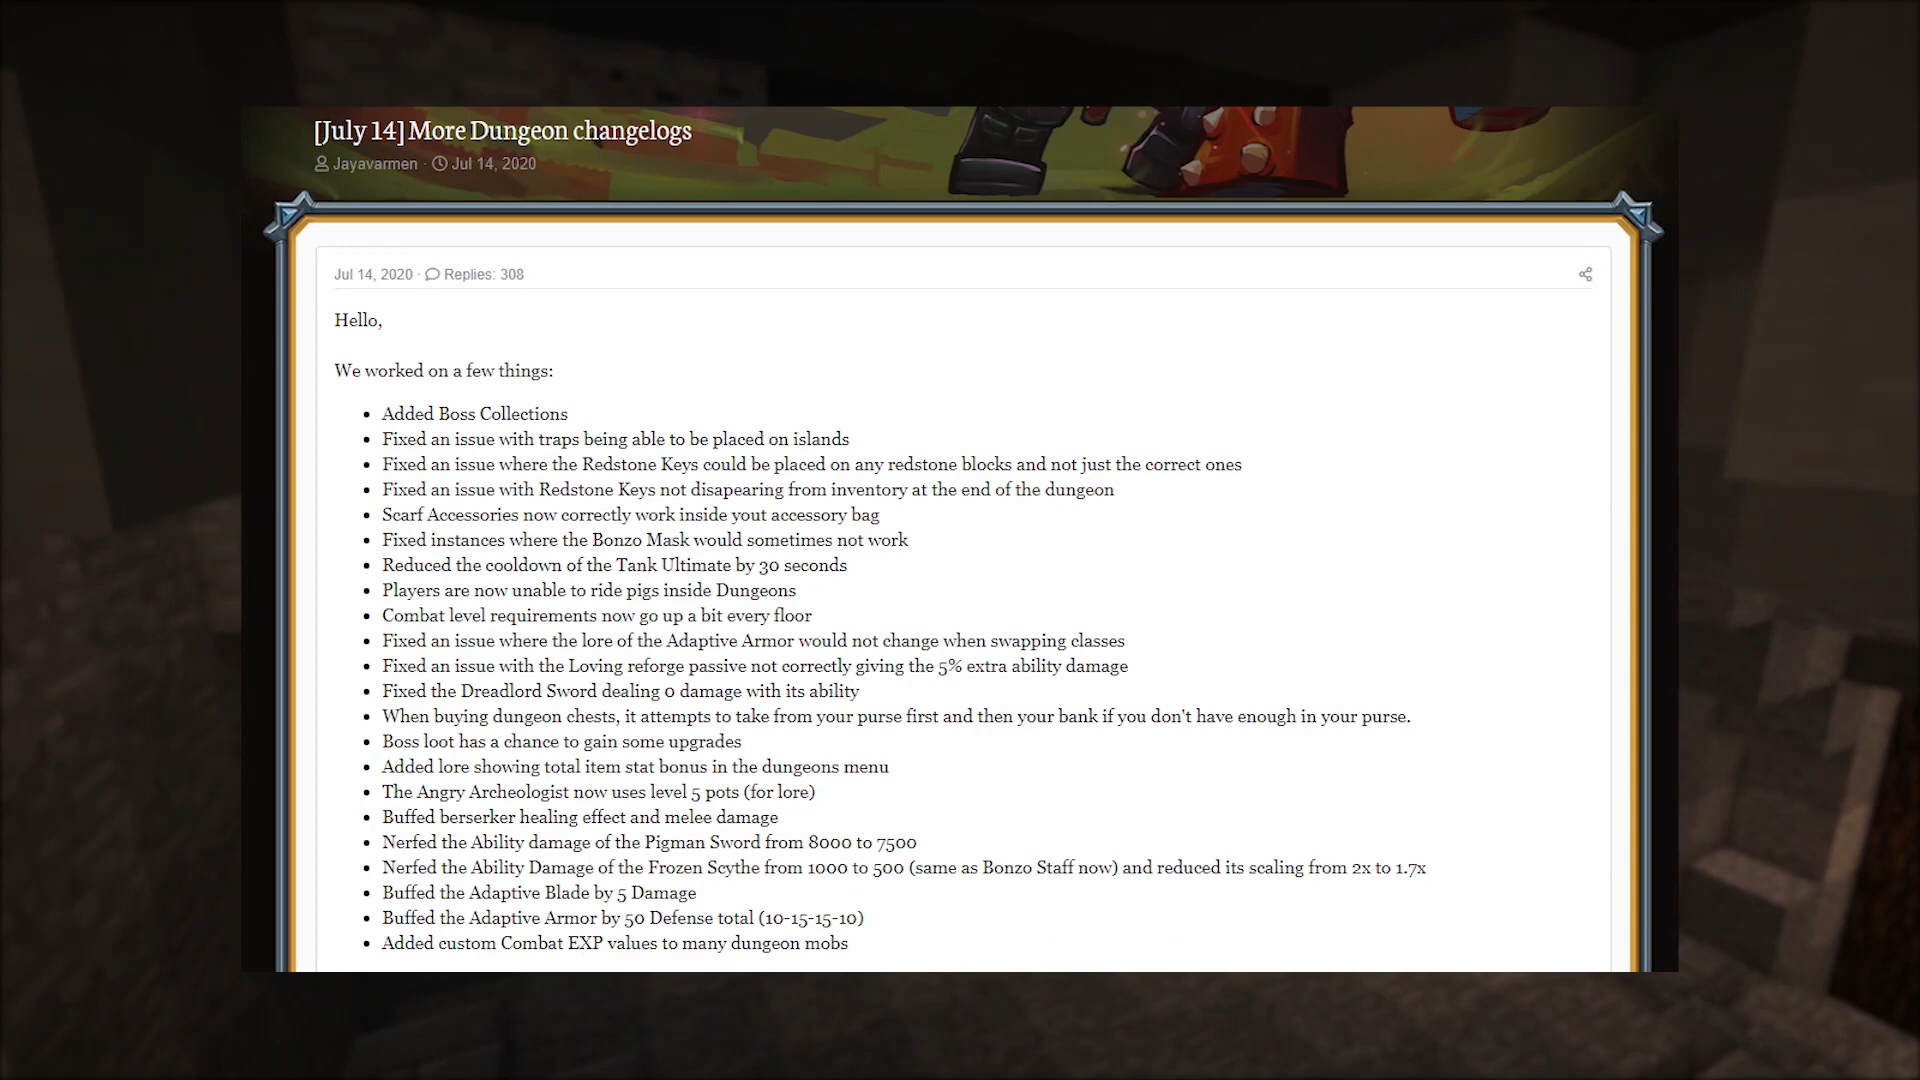 [July 14] More Dungeon changelogs
Jayavarmen · Jul 14, 2020
Jul 14, 2020 · Replies: 308
Hello,
We worked on a few things:
• Added Boss Collections
• Fixed an issue with traps being able to be placed on islands
• Fixed an issue where the Redstone Keys could be placed on any redstone blocks and not just the correct ones
• Fixed an issue with Redstone Keys not disapearing from inventory at the end of the dungeon
• Scarf Accessories now correctly work inside yout accessory bag
• Fixed instances where the Bonzo Mask would sometimes not work
• Reduced the cooldown of the Tank Ultimate by 30 seconds
• Players are now unable to ride pigs inside Dungeons
• Combat level requirements now go up a bit every floor
• Fixed an issue where the lore of the Adaptive Armor would not change when swapping classes
• Fixed an issue with the Loving reforge passive not correctly giving the 5% extra ability damage
• Fixed the Dreadlord Sword dealing 0 damage with its ability
• When buying dungeon chests, it attempts to take from your purse first and then your bank if you don't have enough in your purse.
• Boss loot has a chance to gain some upgrades
• Added lore showing total item stat bonus in the dungeons menu
• The Angry Archeologist now uses level 5 pots (for lore)
• Buffed berserker healing effect and melee damage
• Nerfed the Ability damage of the Pigman Sword from 8000 to 7500
• Nerfed the Ability Damage of the Frozen Scythe from 1000 to 500 (same as Bonzo Staff now) and reduced its scaling from 2x to 1.7x
• Buffed the Adaptive Blade by 5 Damage
• Buffed the Adaptive Armor by 50 Defense total (10-15-15-10)
• Added custom Combat EXP values to many dungeon mobs